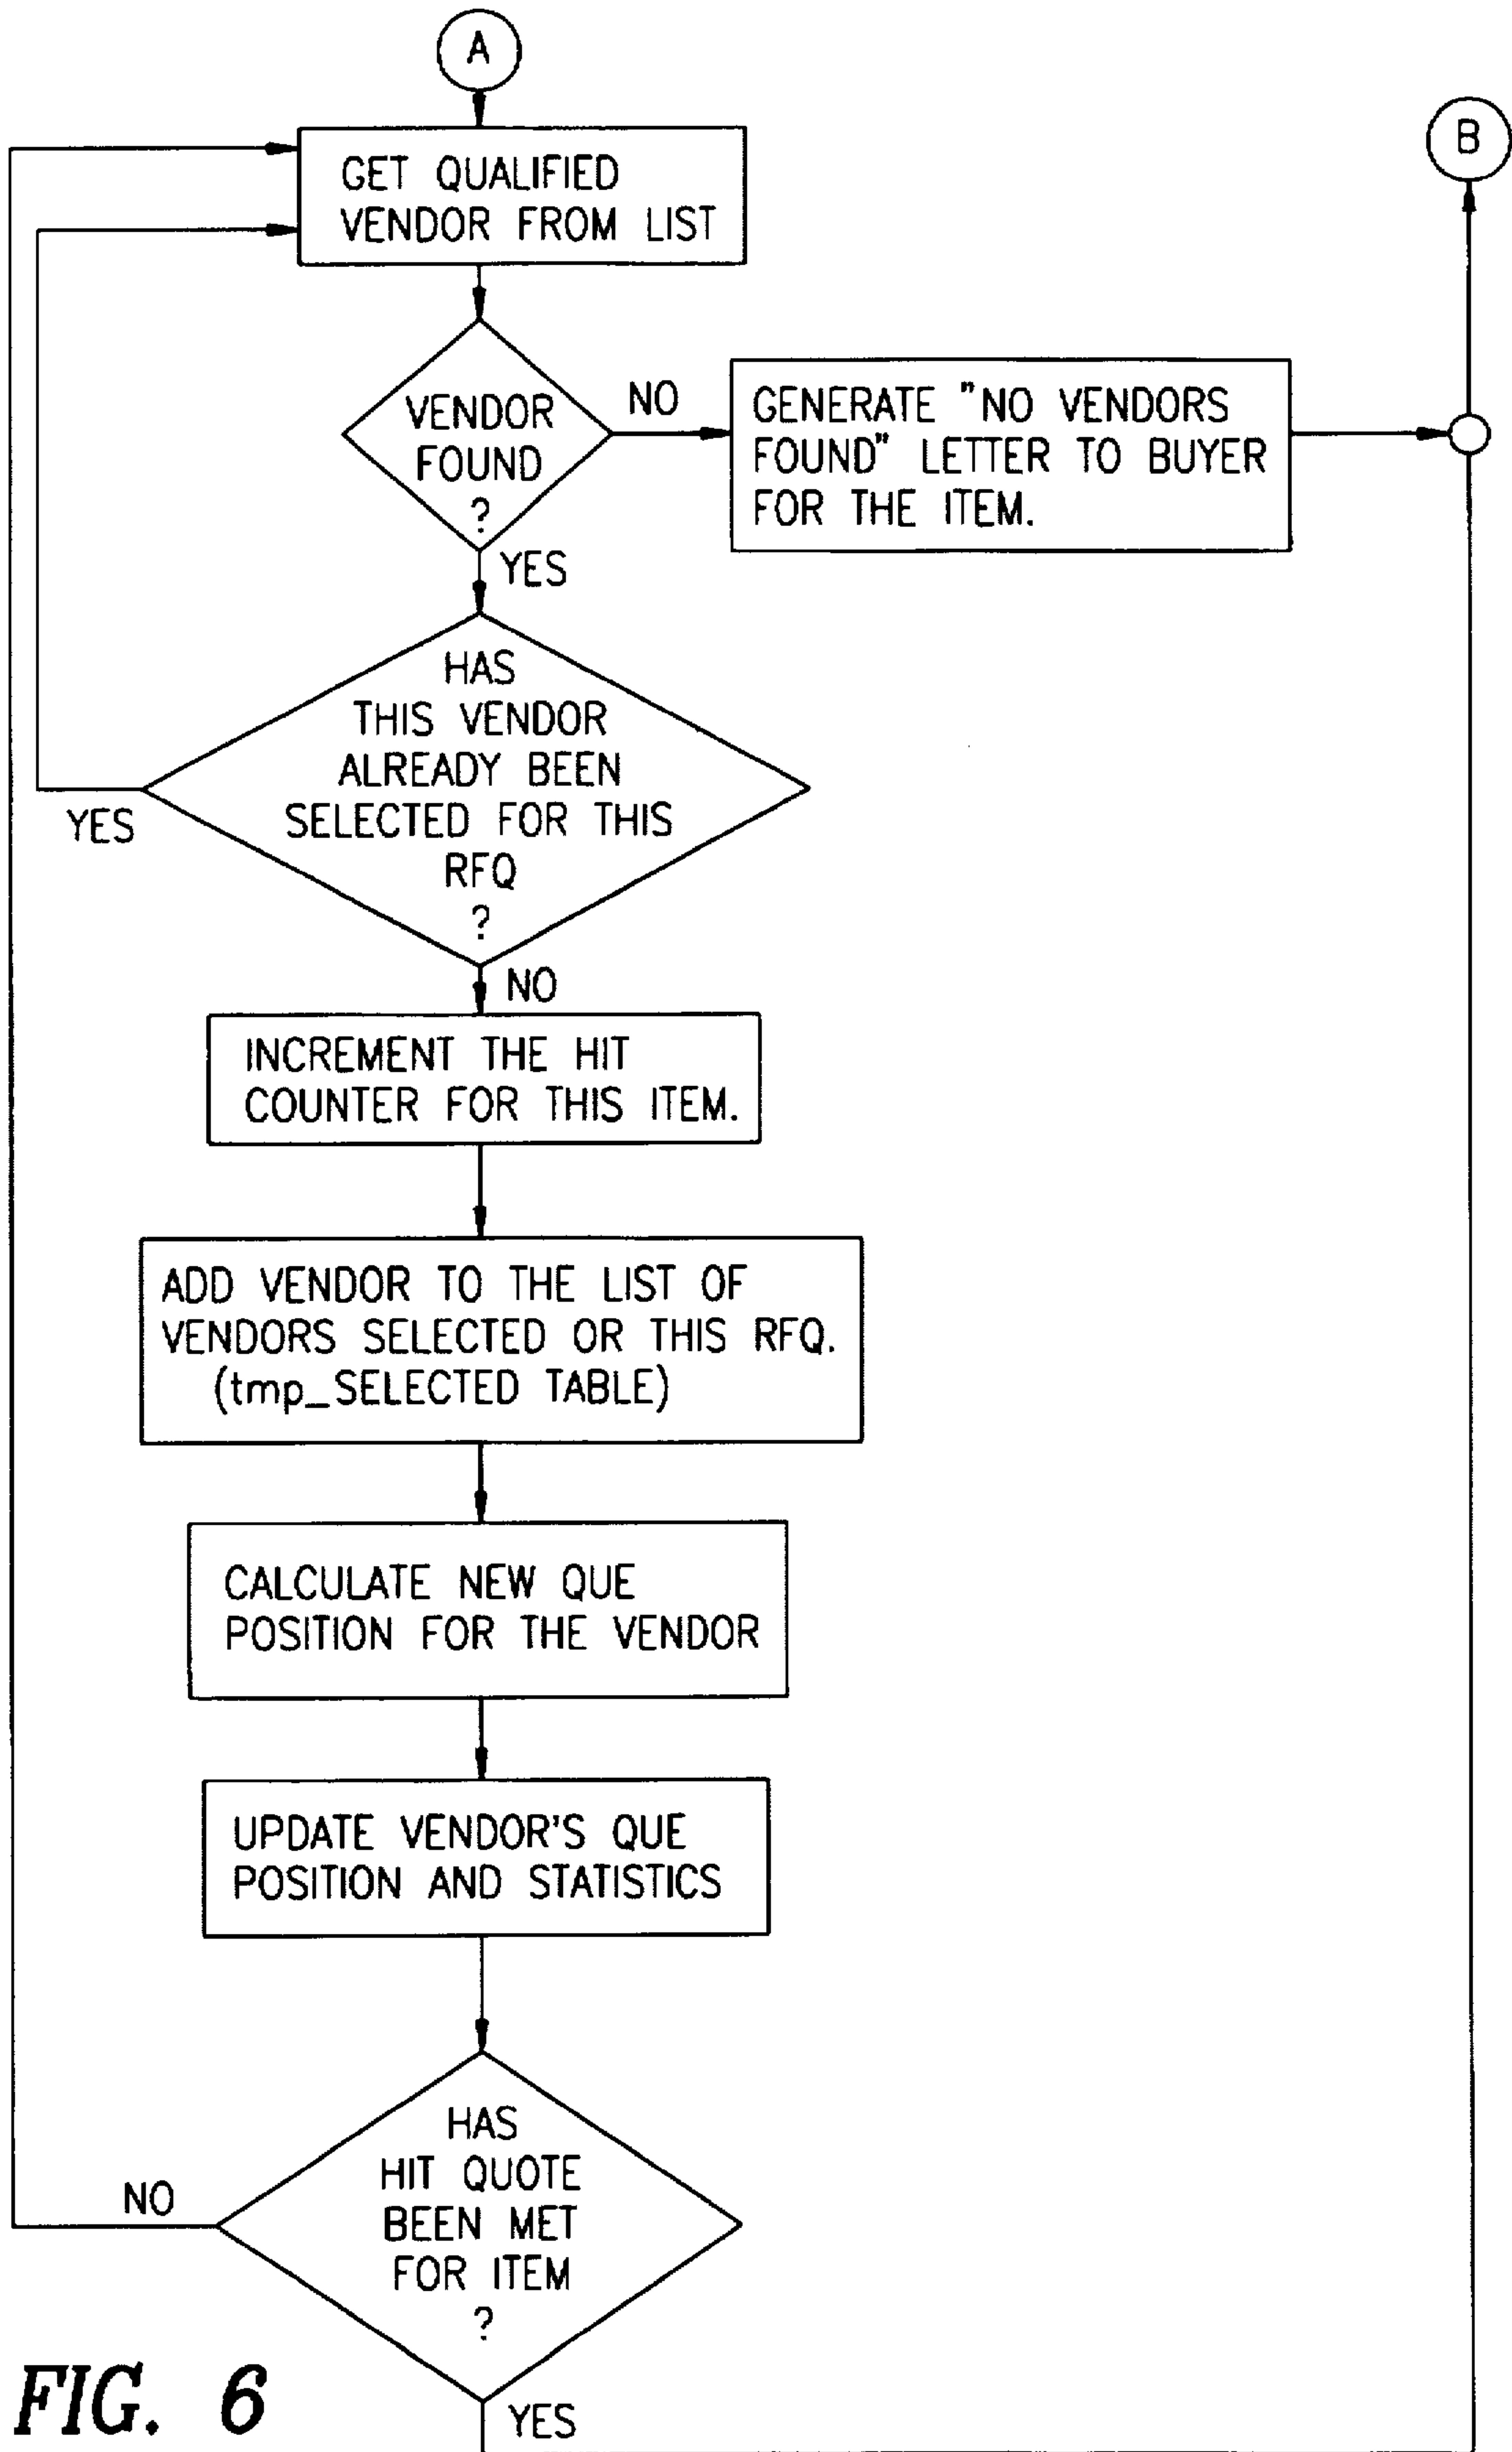 A
B
GET QUALIFIED
VENDOR FROM LIST
VENDOR
FOUND
?
NO
GENERATE "NO VENDORS
FOUND" LETTER TO BUYER
FOR THE ITEM.
YES
HAS
THIS VENDOR
ALREADY BEEN
SELECTED FOR THIS
RFQ
?
YES
NO
INCREMENT THE HIT
COUNTER FOR THIS ITEM.
ADD VENDOR TO THE LIST OF
VENDORS SELECTED OR THIS RFQ.
(tmp_SELECTED TABLE)
CALCULATE NEW QUE
POSITION FOR THE VENDOR
UPDATE VENDOR'S QUE
POSITION AND STATISTICS
HAS
HIT QUOTE
BEEN MET
FOR ITEM
?
NO
YES
FIG. 6